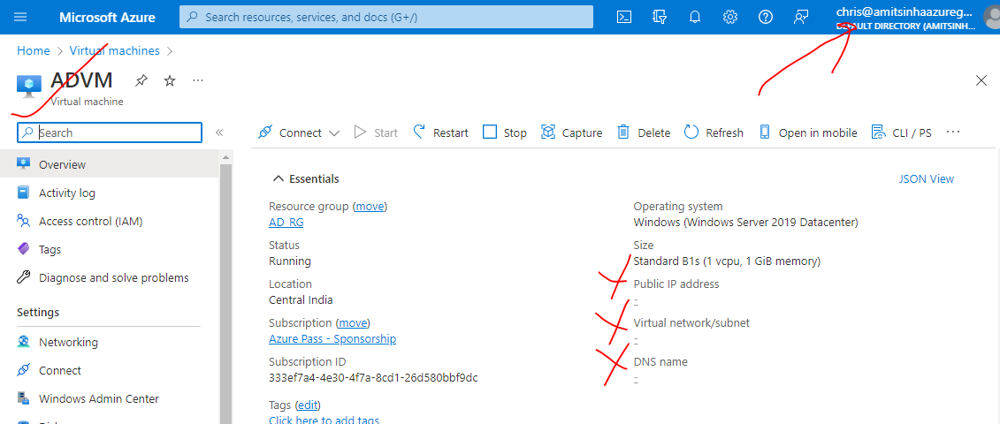 Microsoft Azure
Search resources, services, and docs (G+/)
chris@amitsinhaazureg...
DEFAULT DIRECTORY (AMITSINH...
Home > Virtual machines >
ADVM
...
Virtual machine
Search
«
Connect
Start
Restart
Stop
Capture
Delete
Refresh
Open in mobile
CLI / PS
...
Overview
Activity log
Access control (IAM)
Tags
Diagnose and solve problems
Settings
Networking
Connect
Windows Admin Center
Essentials
JSON View
Resource group (move)
AD_RG
Status
Running
Location
Central India
Subscription (move)
Azure Pass - Sponsorship
Subscription ID
333ef7a4-4e30-4f7a-8cd1-26d580bbf9dc
Tags (edit)
Click here to add tags
Operating system
Windows (Windows Server 2019 Datacenter)
Size
Standard B1s (1 vcpu, 1 GiB memory)
Public IP address
-
Virtual network/subnet
-
DNS name
-